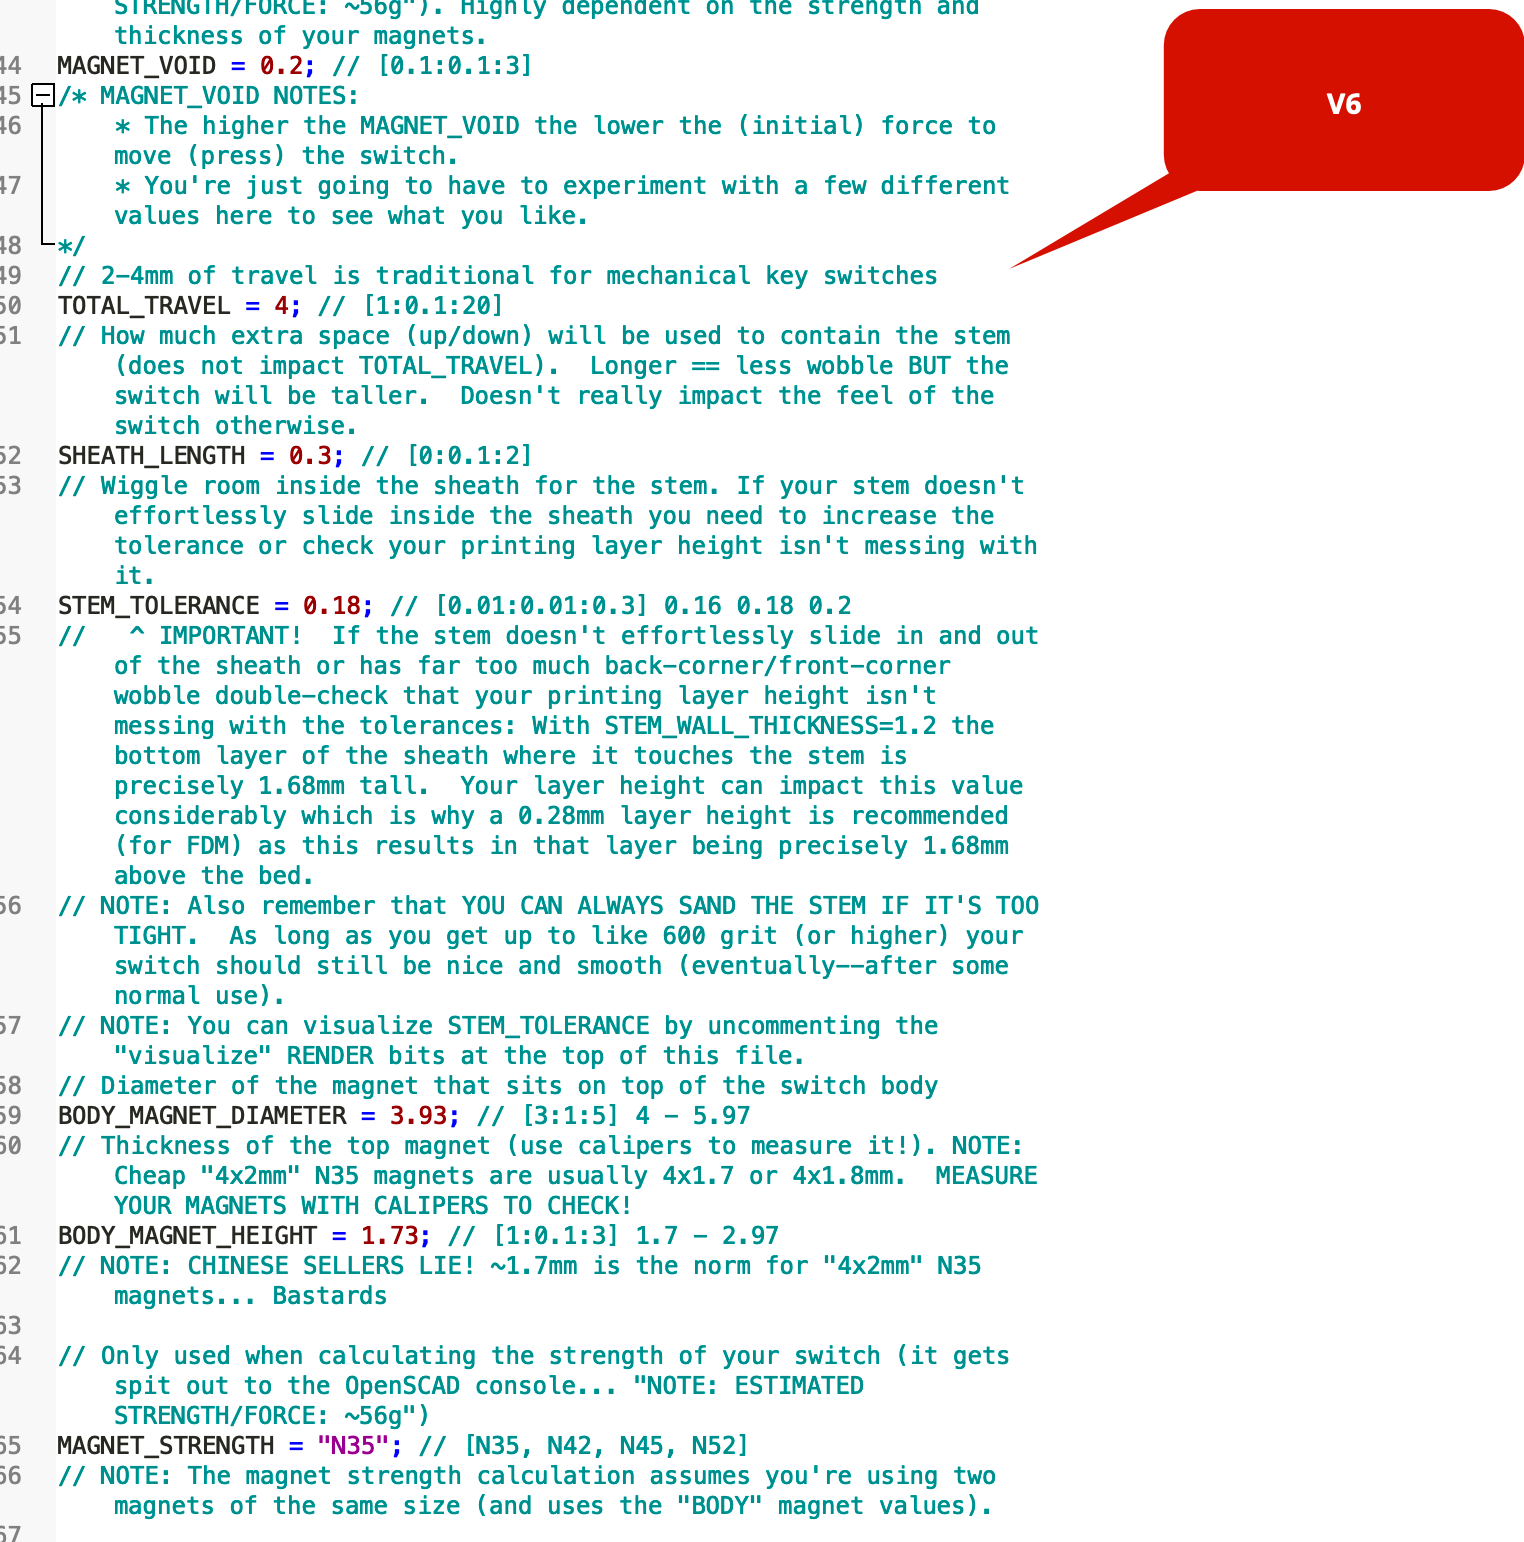 STRENGTH/FORCE: ~56g"). Highly dependent on the strength and
thickness of your magnets.
44 MAGNET_VOID = 0.2; // [0.1:0.1:3]
45 /* MAGNET_VOID NOTES:
46 * The higher the MAGNET_VOID the lower the (initial) force to
move (press) the switch.
47 * You're just going to have to experiment with a few different
values here to see what you like.
48 */
49 // 2-4mm of travel is traditional for mechanical key switches
50 TOTAL_TRAVEL = 4; // [1:0.1:20]
51 // How much extra space (up/down) will be used to contain the stem
(does not impact TOTAL_TRAVEL).  Longer == less wobble BUT the
switch will be taller.  Doesn't really impact the feel of the
switch otherwise.
52 SHEATH_LENGTH = 0.3; // [0:0.1:2]
53 // Wiggle room inside the sheath for the stem. If your stem doesn't
effortlessly slide inside the sheath you need to increase the
tolerance or check your printing layer height isn't messing with
it.
54 STEM_TOLERANCE = 0.18; // [0.01:0.01:0.3] 0.16 0.18 0.2
55 //   ^ IMPORTANT!  If the stem doesn't effortlessly slide in and out
of the sheath or has far too much back-corner/front-corner
wobble double-check that your printing layer height isn't
messing with the tolerances: With STEM_WALL_THICKNESS=1.2 the
bottom layer of the sheath where it touches the stem is
precisely 1.68mm tall.  Your layer height can impact this value
considerably which is why a 0.28mm layer height is recommended
(for FDM) as this results in that layer being precisely 1.68mm
above the bed.
56 // NOTE: Also remember that YOU CAN ALWAYS SAND THE STEM IF IT'S TOO
TIGHT.  As long as you get up to like 600 grit (or higher) your
switch should still be nice and smooth (eventually--after some
normal use).
57 // NOTE: You can visualize STEM_TOLERANCE by uncommenting the
"visualize" RENDER bits at the top of this file.
58 // Diameter of the magnet that sits on top of the switch body
59 BODY_MAGNET_DIAMETER = 3.93; // [3:1:5] 4 - 5.97
60 // Thickness of the top magnet (use calipers to measure it!). NOTE:
Cheap "4x2mm" N35 magnets are usually 4x1.7 or 4x1.8mm.  MEASURE
YOUR MAGNETS WITH CALIPERS TO CHECK!
61 BODY_MAGNET_HEIGHT = 1.73; // [1:0.1:3] 1.7 - 2.97
62 // NOTE: CHINESE SELLERS LIE! ~1.7mm is the norm for "4x2mm" N35
magnets... Bastards
63
64 // Only used when calculating the strength of your switch (it gets
spit out to the OpenSCAD console... "NOTE: ESTIMATED
STRENGTH/FORCE: ~56g")
65 MAGNET_STRENGTH = "N35"; // [N35, N42, N45, N52]
66 // NOTE: The magnet strength calculation assumes you're using two
magnets of the same size (and uses the "BODY" magnet values).
67
V6